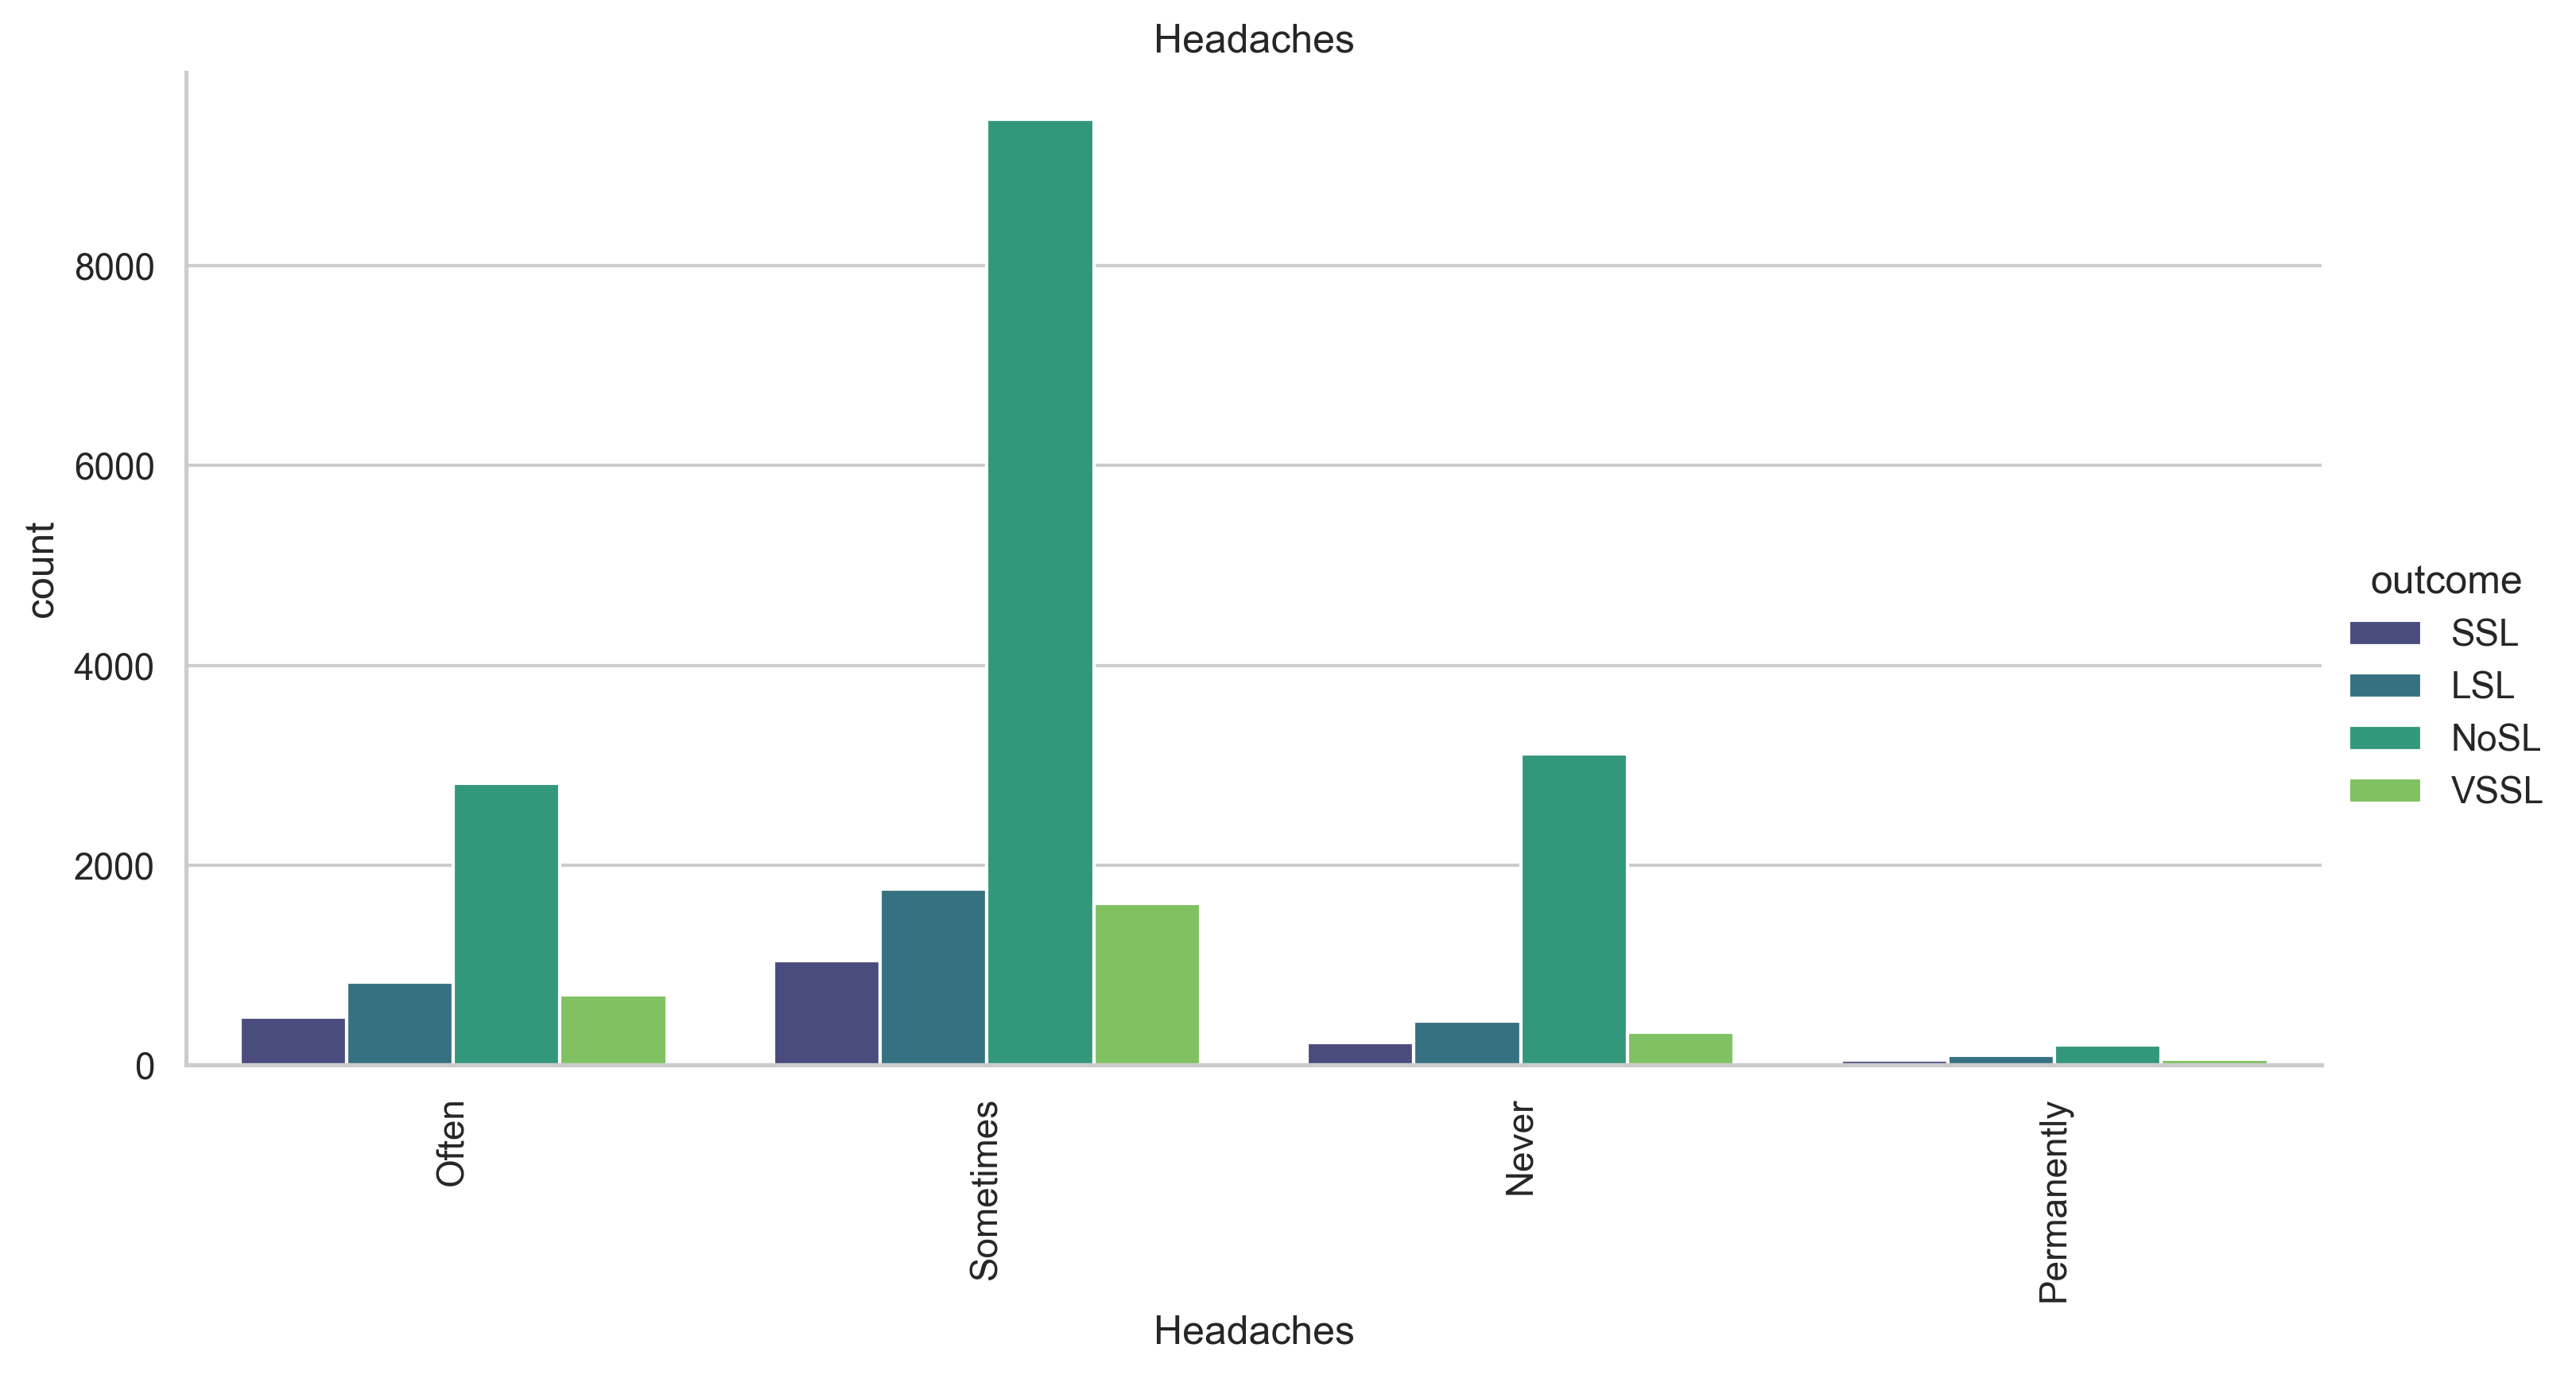 Headaches
8000
6000
4000
2000
0
count
Often
Sometimes
Never
Permanently
Headaches
outcome
SSL
LSL
NoSL
VSSL